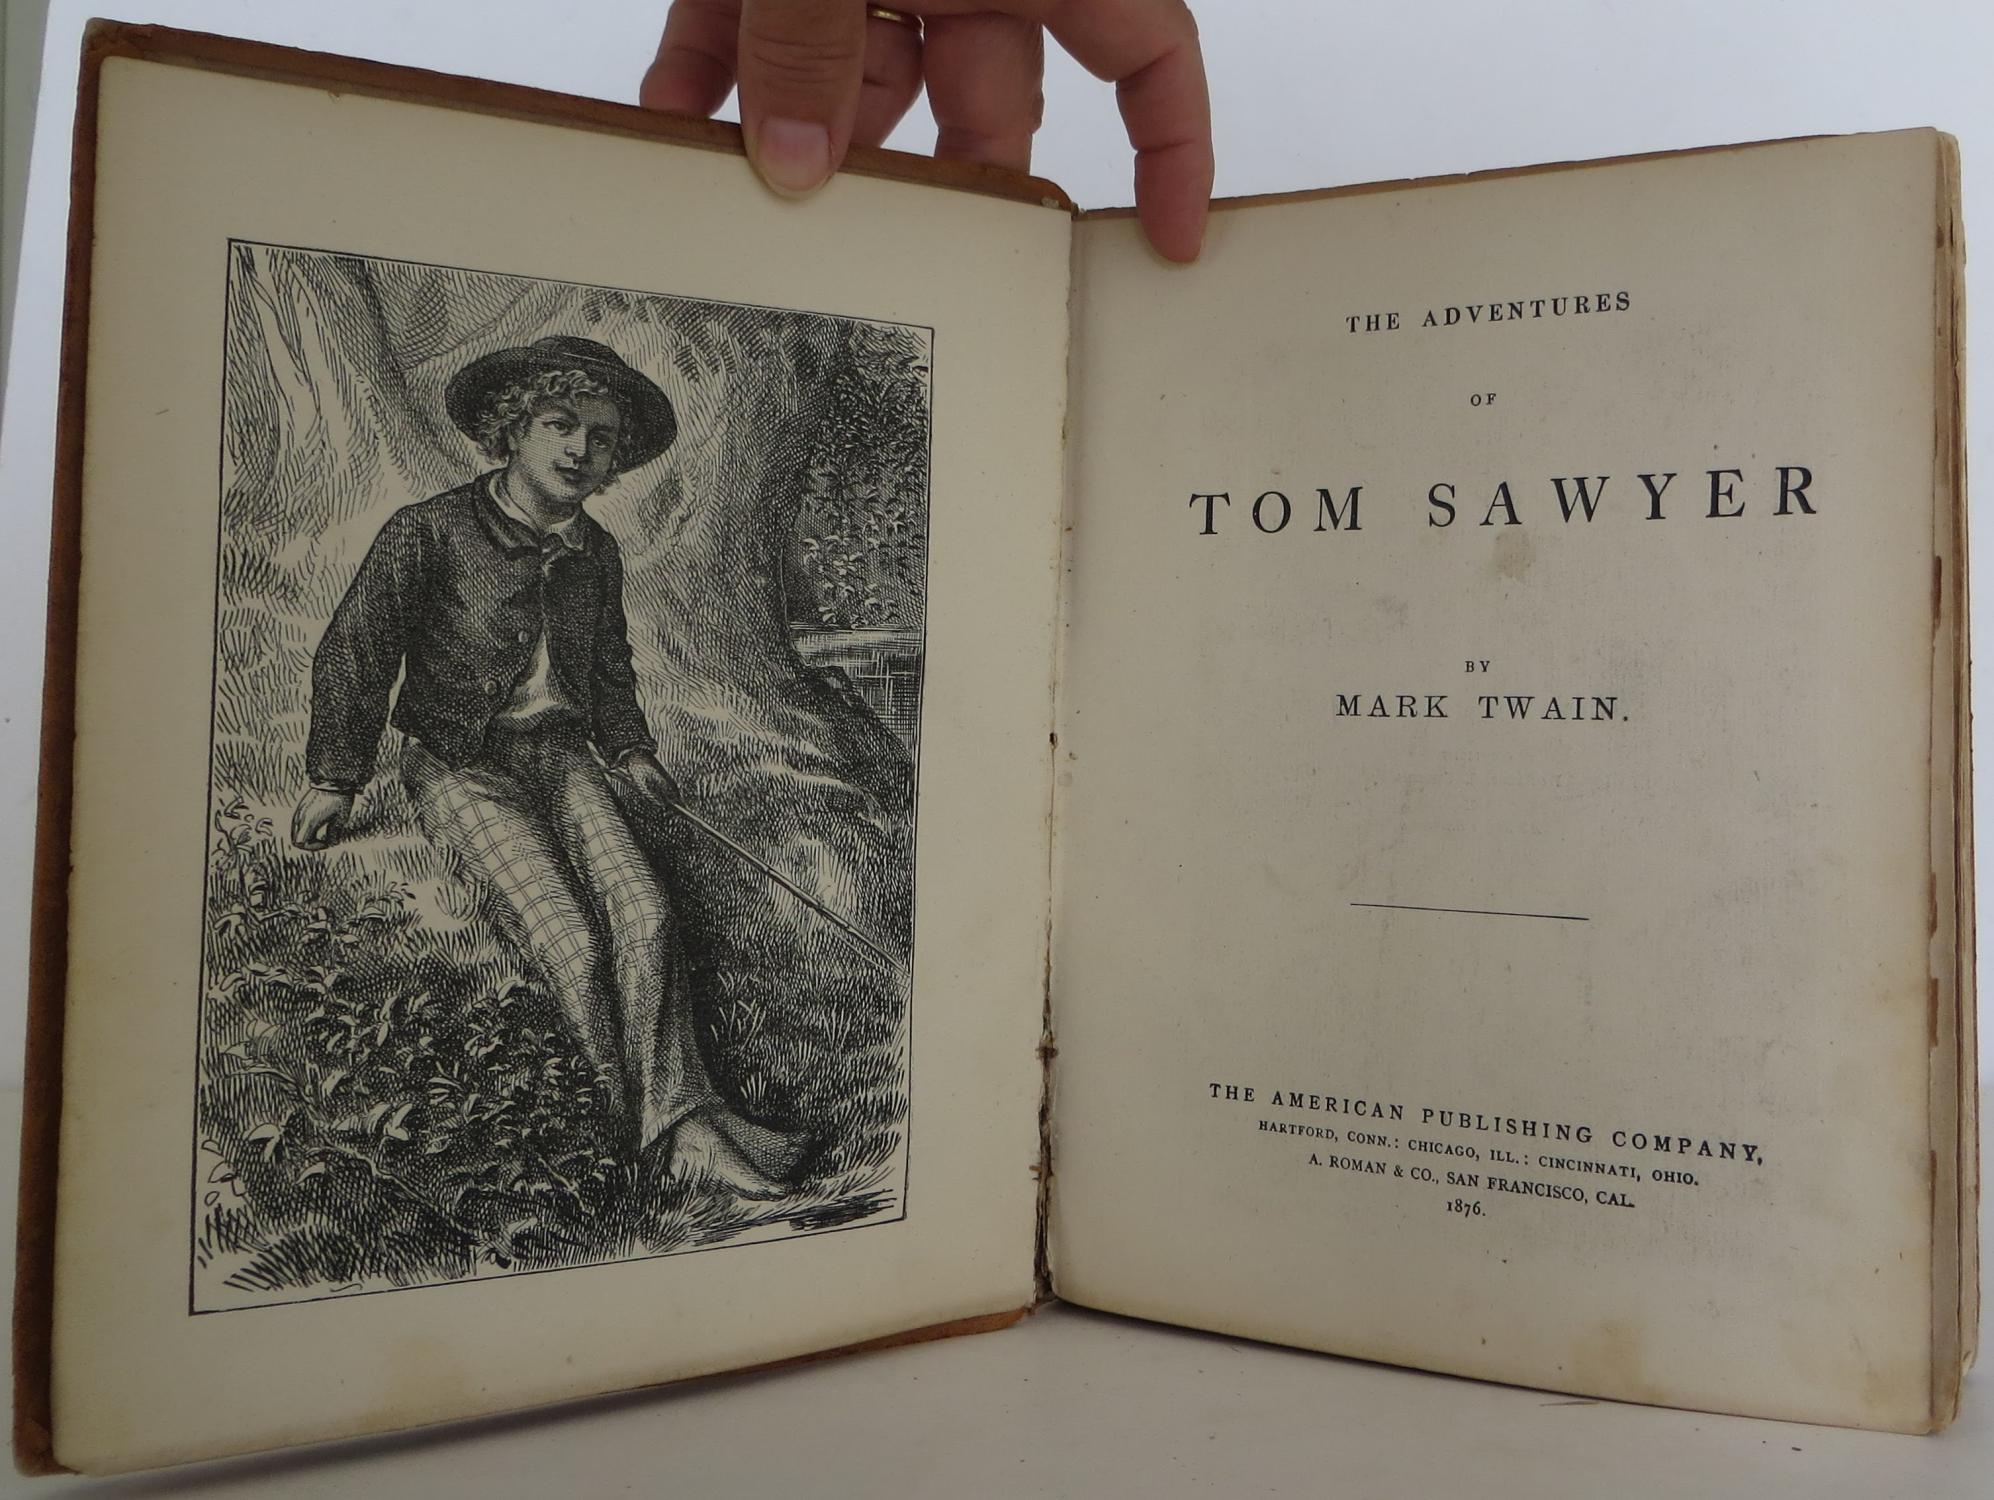 THE ADVENTURES
OF
TOM SAWYER
BY
MARK TWAIN.
THE AMERICAN PUBLISHING COMPANY,
HARTFORD, CONN.: CHICAGO, ILL.: CINCINNATI, OHIO.
A. ROMAN & CO., SAN FRANCISCO, CAL.
1876.